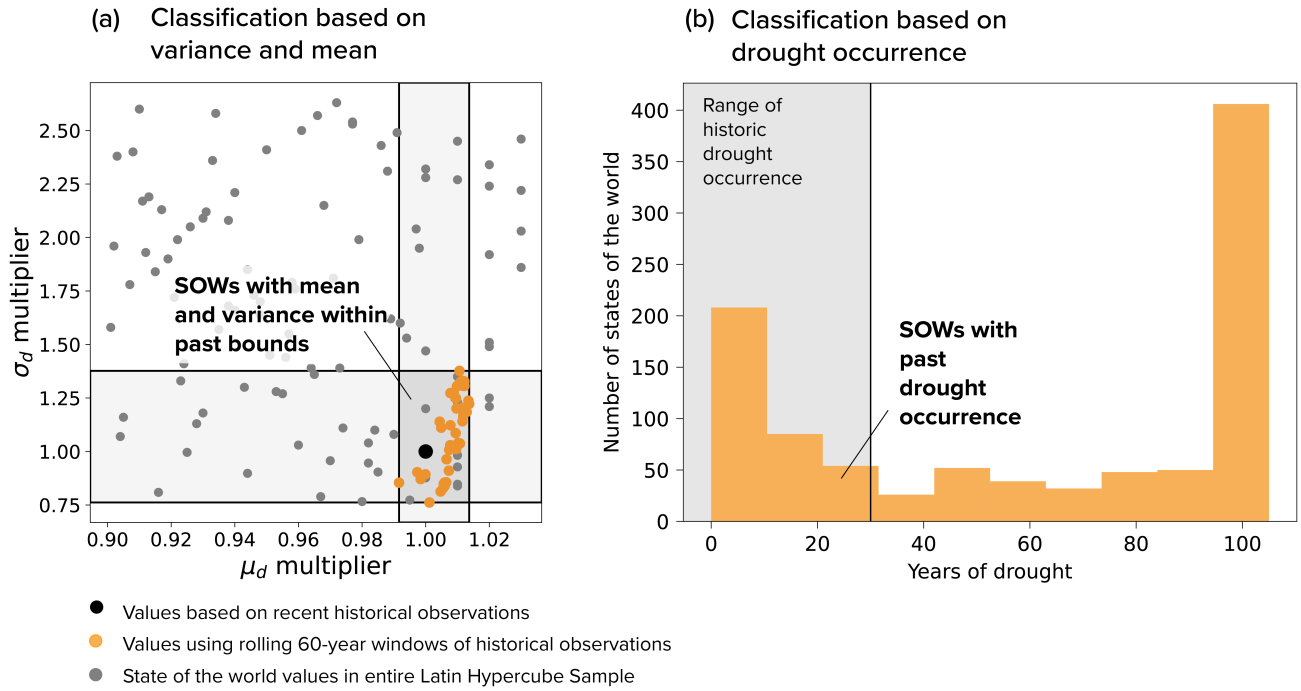 (a) Classification based on
variance and mean
2.50
2.25
2.00
1.75
1.50
1.25
1.00
0.75
σd multiplier
SOWs with mean
and variance within
past bounds
0.90 0.92 0.94 0.96 0.98 1.00 1.02
μd multiplier
(b) Classification based on
drought occurrence
400
350
300
250
200
150
100
50
0
Number of states of the world
Range of
historic
drought
occurrence
SOWs with
past
drought
occurrence
0 20 40 60 80 100
Years of drought
Values based on recent historical observations
Values using rolling 60-year windows of historical observations
State of the world values in entire Latin Hypercube Sample